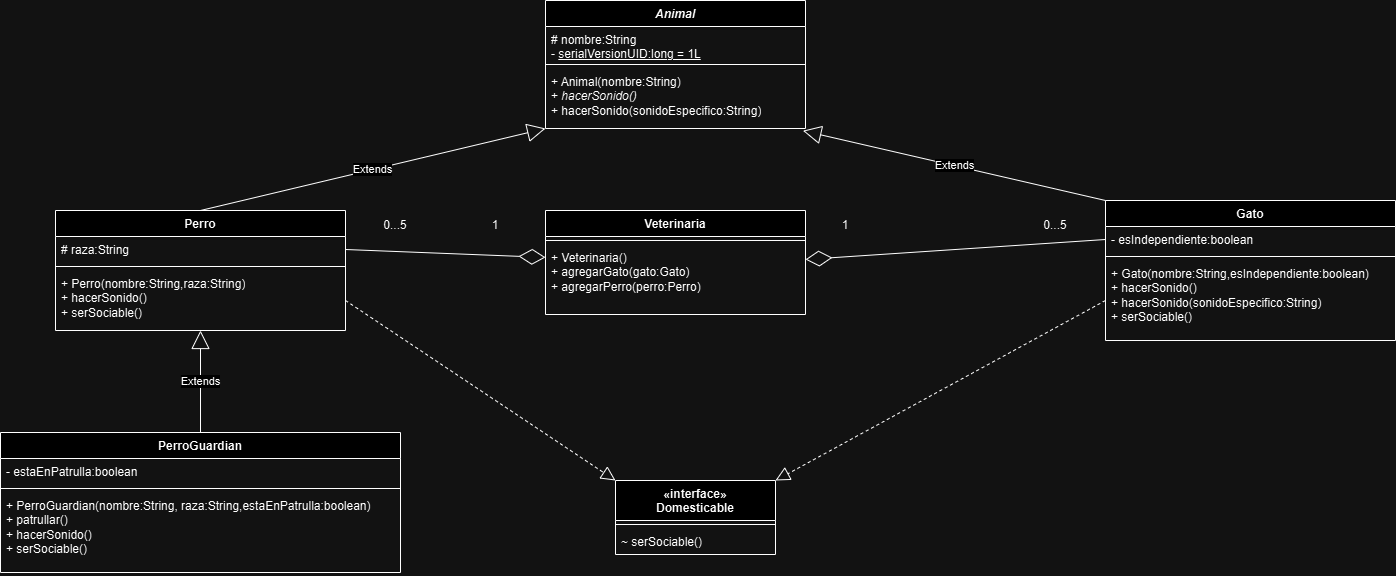 Animal
# nombre:String
- serialVersionUID:long = 1L
+ Animal(nombre:String)
+ hacerSonido()
+ hacerSonido(sonidoEspecifico:String)
Extends
Extends
Perro
# raza:String
+ Perro(nombre:String,raza:String)
+ hacerSonido()
+ serSociable()
0...5
1
Veterinaria
+ Veterinaria()
+ agregarGato(gato:Gato)
+ agregarPerro(perro:Perro)
1
0...5
Gato
- esIndependiente:boolean
+ Gato(nombre:String,esIndependiente:boolean)
+ hacerSonido()
+ hacerSonido(sonidoEspecifico:String)
+ serSociable()
Extends
PerroGuardian
- estaEnPatrulla:boolean
+ PerroGuardian(nombre:String, raza:String,estaEnPatrulla:boolean)
+ patrullar()
+ hacerSonido()
+ serSociable()
«interface»
Domesticable
~ serSociable()